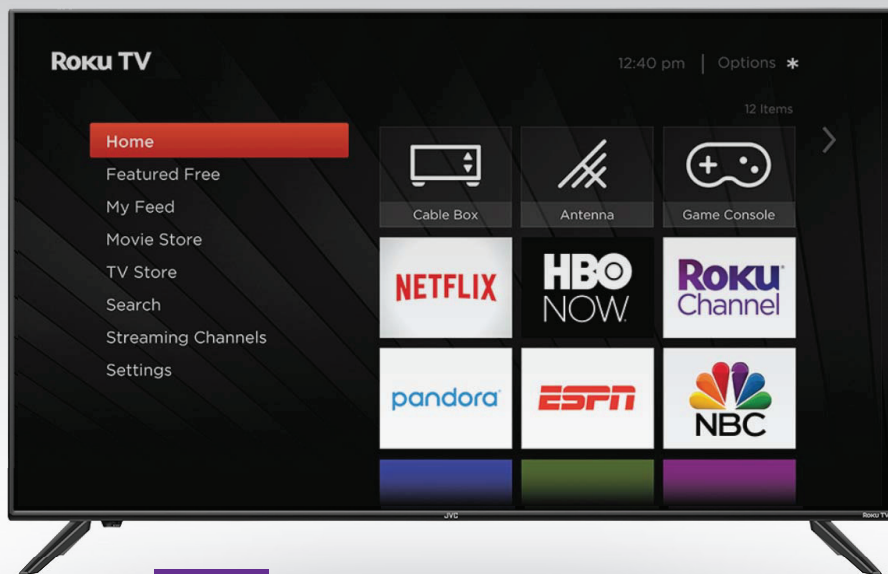 ROKU TV
12:40 pm | Options *
12 Items
Home
Featured Free
My Feed
Movie Store
TV Store
Search
Streaming Channels
Settings
Cable Box
Antenna
Game Console
NETFLIX
HBO
NOW
ROKU
Channel
pandora
ESPN
NBC
JVC
ROKU TV